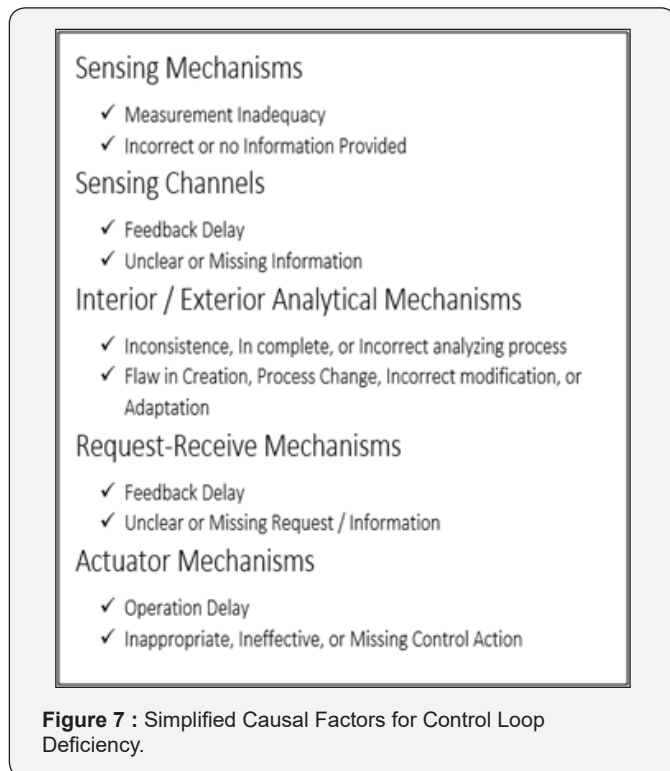 Sensing Mechanisms
✓ Measurement Inadequacy
✓ Incorrect or no Information Provided
Sensing Channels
✓ Feedback Delay
✓ Unclear or Missing Information
Interior / Exterior Analytical Mechanisms
✓ Inconsistence, In complete, or Incorrect analyzing process
✓ Flaw in Creation, Process Change, Incorrect modification, or
Adaptation
Request-Receive Mechanisms
✓ Feedback Delay
✓ Unclear or Missing Request / Information
Actuator Mechanisms
✓ Operation Delay
✓ Inappropriate, Ineffective, or Missing Control Action
Figure 7 : Simplified Causal Factors for Control Loop
Deficiency.